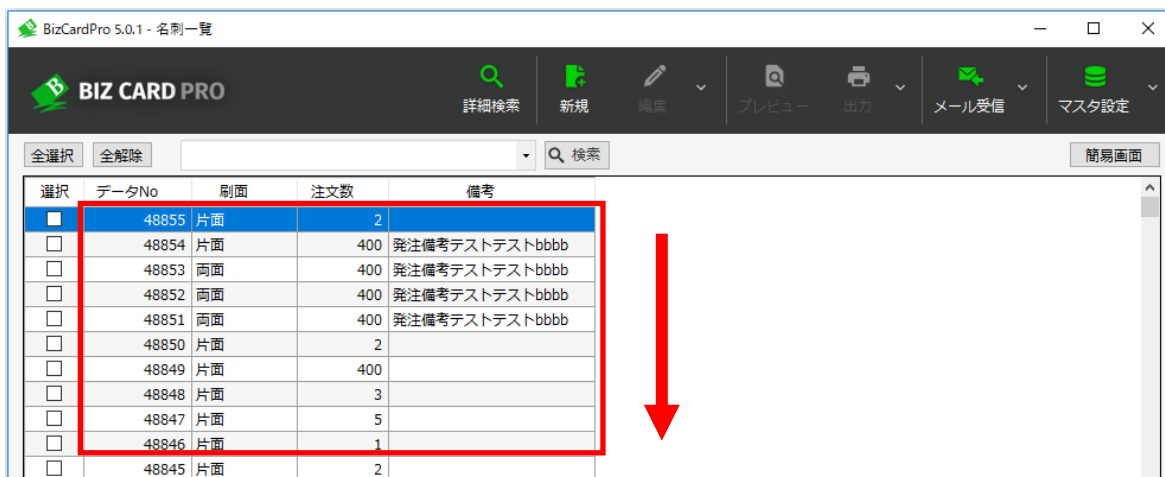 BizCardPro 5.0.1 - 名刺一覧
BIZ CARD PRO
詳細検索 新規 編集 プレビュー 出力 メール受信 マスタ設定
全選択 全解除 検索 簡易画面
選択 データNo 刷面 注文数 備考
48855 片面 2
48854 片面 400 発注備考テストテストbbbb
48853 両面 400 発注備考テストテストbbbb
48852 両面 400 発注備考テストテストbbbb
48851 両面 400 発注備考テストテストbbbb
48850 片面 2
48849 片面 400
48848 片面 3
48847 片面 5
48846 片面 1
48845 片面 2